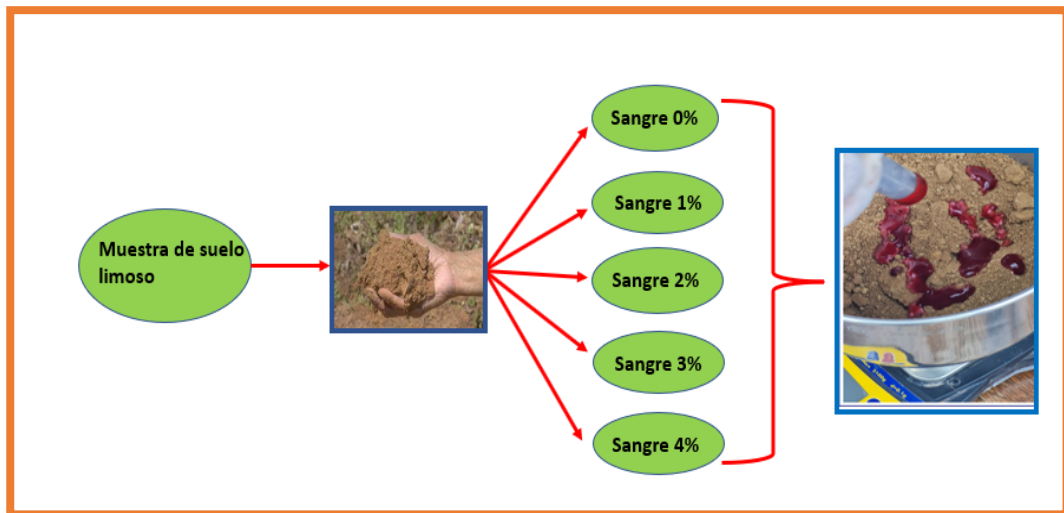 Muestra de suelo
limoso
Sangre 0%
Sangre 1%
Sangre 2%
Sangre 3%
Sangre 4%